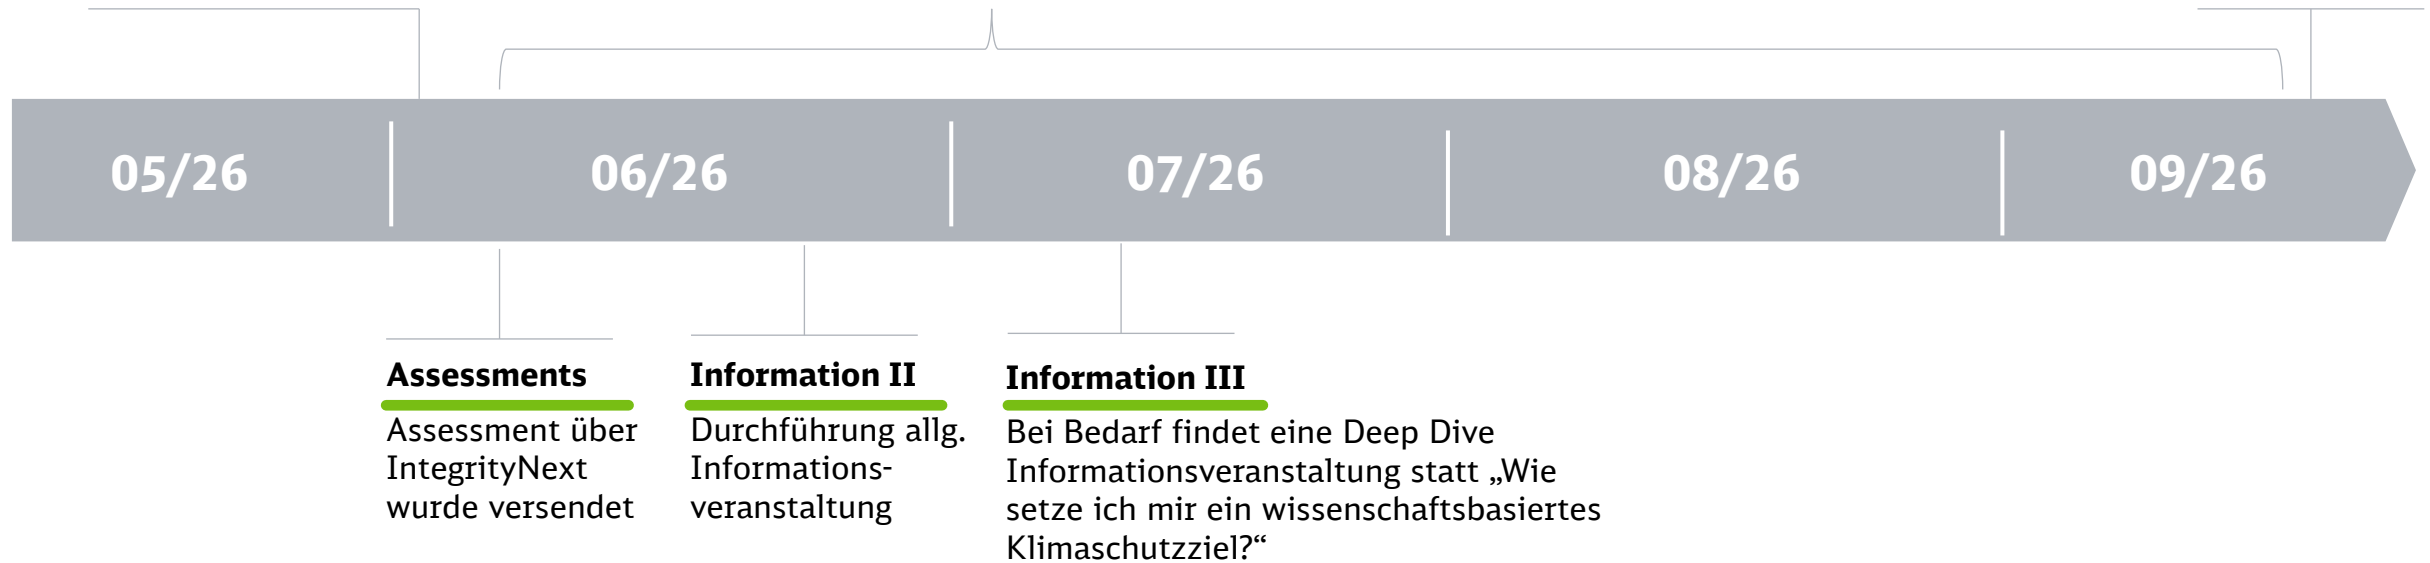 05/26
06/26
07/26
08/26
09/26
Assessments
Assessment über
IntegrityNext
wurde versendet
Information II
Durchführung allg.
Informations-
veranstaltung
Information III
Bei Bedarf findet eine Deep Dive
Informationsveranstaltung statt „Wie
setze ich mir ein wissenschaftsbasiertes
Klimaschutzziel?“